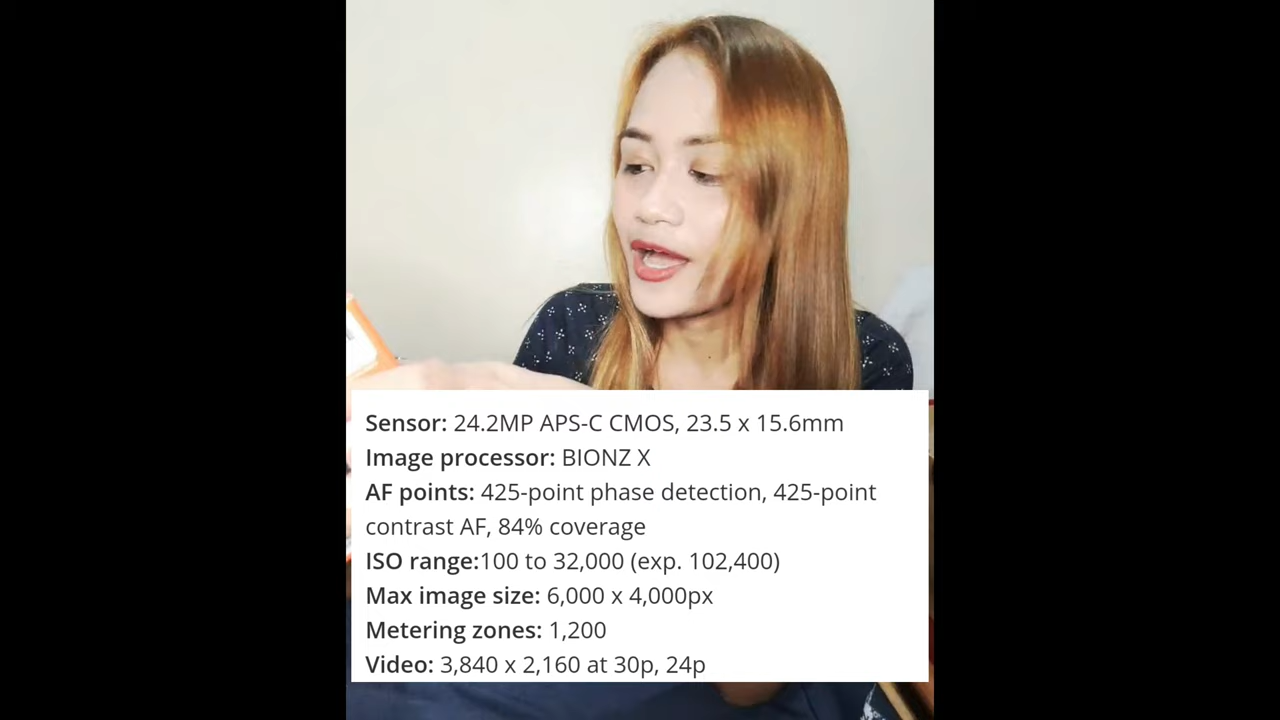 Sensor: 24.2MP APS-C CMOS, 23.5 x 15.6mm
Image processor: BIONZ X
AF points: 425-point phase detection, 425-point
contrast AF, 84% coverage
ISO range:100 to 32,000 (exp. 102,400)
Max image size: 6,000 x 4,000px
Metering zones: 1,200
Video: 3,840 x 2,160 at 30p, 24p